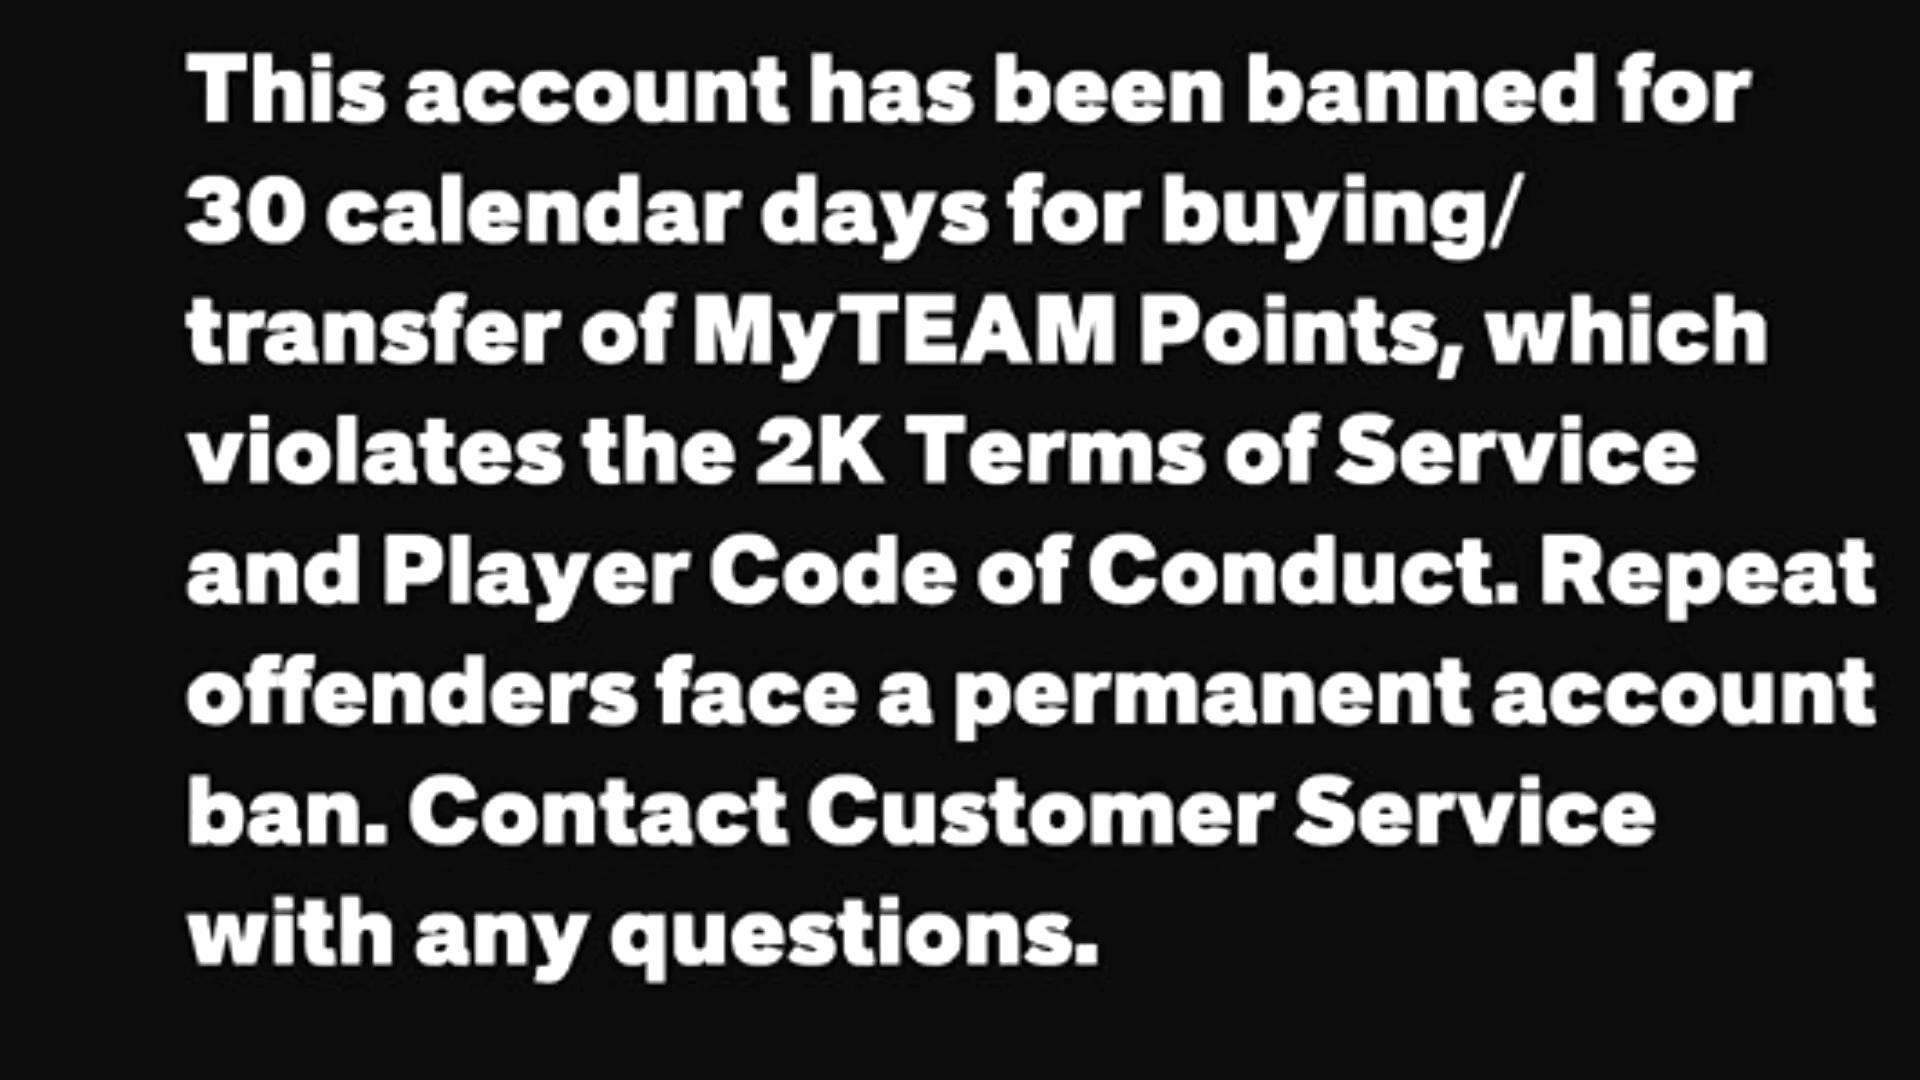 This account has been banned for
30 calendar days for buying/
transfer of MyTEAM Points, which
violates the 2K Terms of Service
and Player Code of Conduct. Repeat
offenders face a permanent account
ban. Contact Customer Service
with any questions.